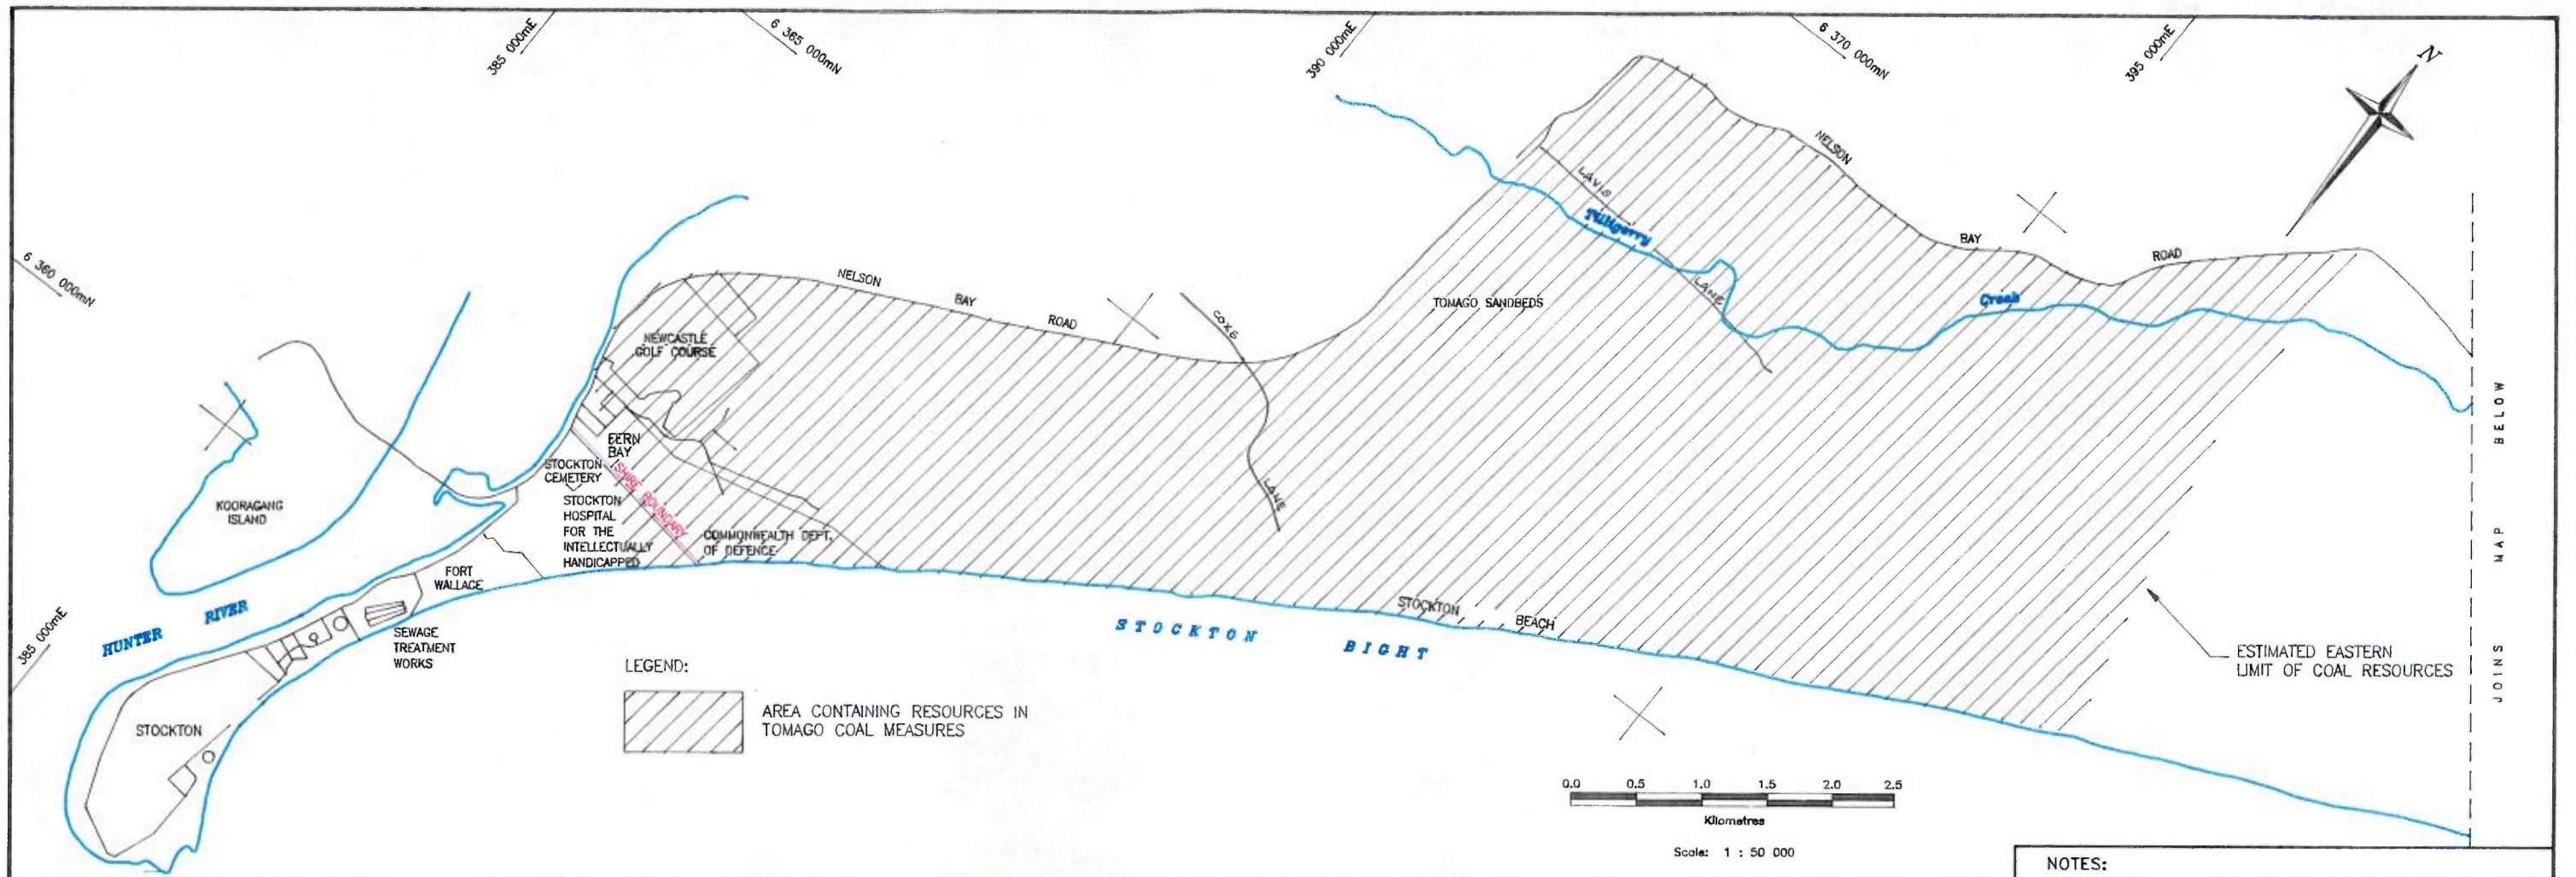 385 000mE
6 365 000mN
390 000mE
6 370 000mN
395 000mE
N
6 360 000mN
385 000mE
NELSON
BAY
ROAD
NELSON
BAY
ROAD
LAVIS
LANE
Tilligerry
Creek
TOMAGO SANDBEDS
COXS
LANE
NEWCASTLE
GOLF COURSE
FERN
BAY
SHIRE BOUNDARY
STOCKTON
CEMETERY
STOCKTON
HOSPITAL
FOR THE
INTELLECTUALLY
HANDICAPPED
COMMONWEALTH DEPT.
OF DEFENCE
KOORAGANG
ISLAND
FORT
WALLACE
HUNTER RIVER
SEWAGE
TREATMENT
WORKS
STOCKTON
STOCKTON BEACH
STOCKTON BIGHT
LEGEND:
AREA CONTAINING RESOURCES IN
TOMAGO COAL MEASURES
ESTIMATED EASTERN
LIMIT OF COAL RESOURCES
JOINS MAP BELOW
0.0 0.5 1.0 1.5 2.0 2.5
Kilometres
Scale: 1 : 50 000
NOTES: